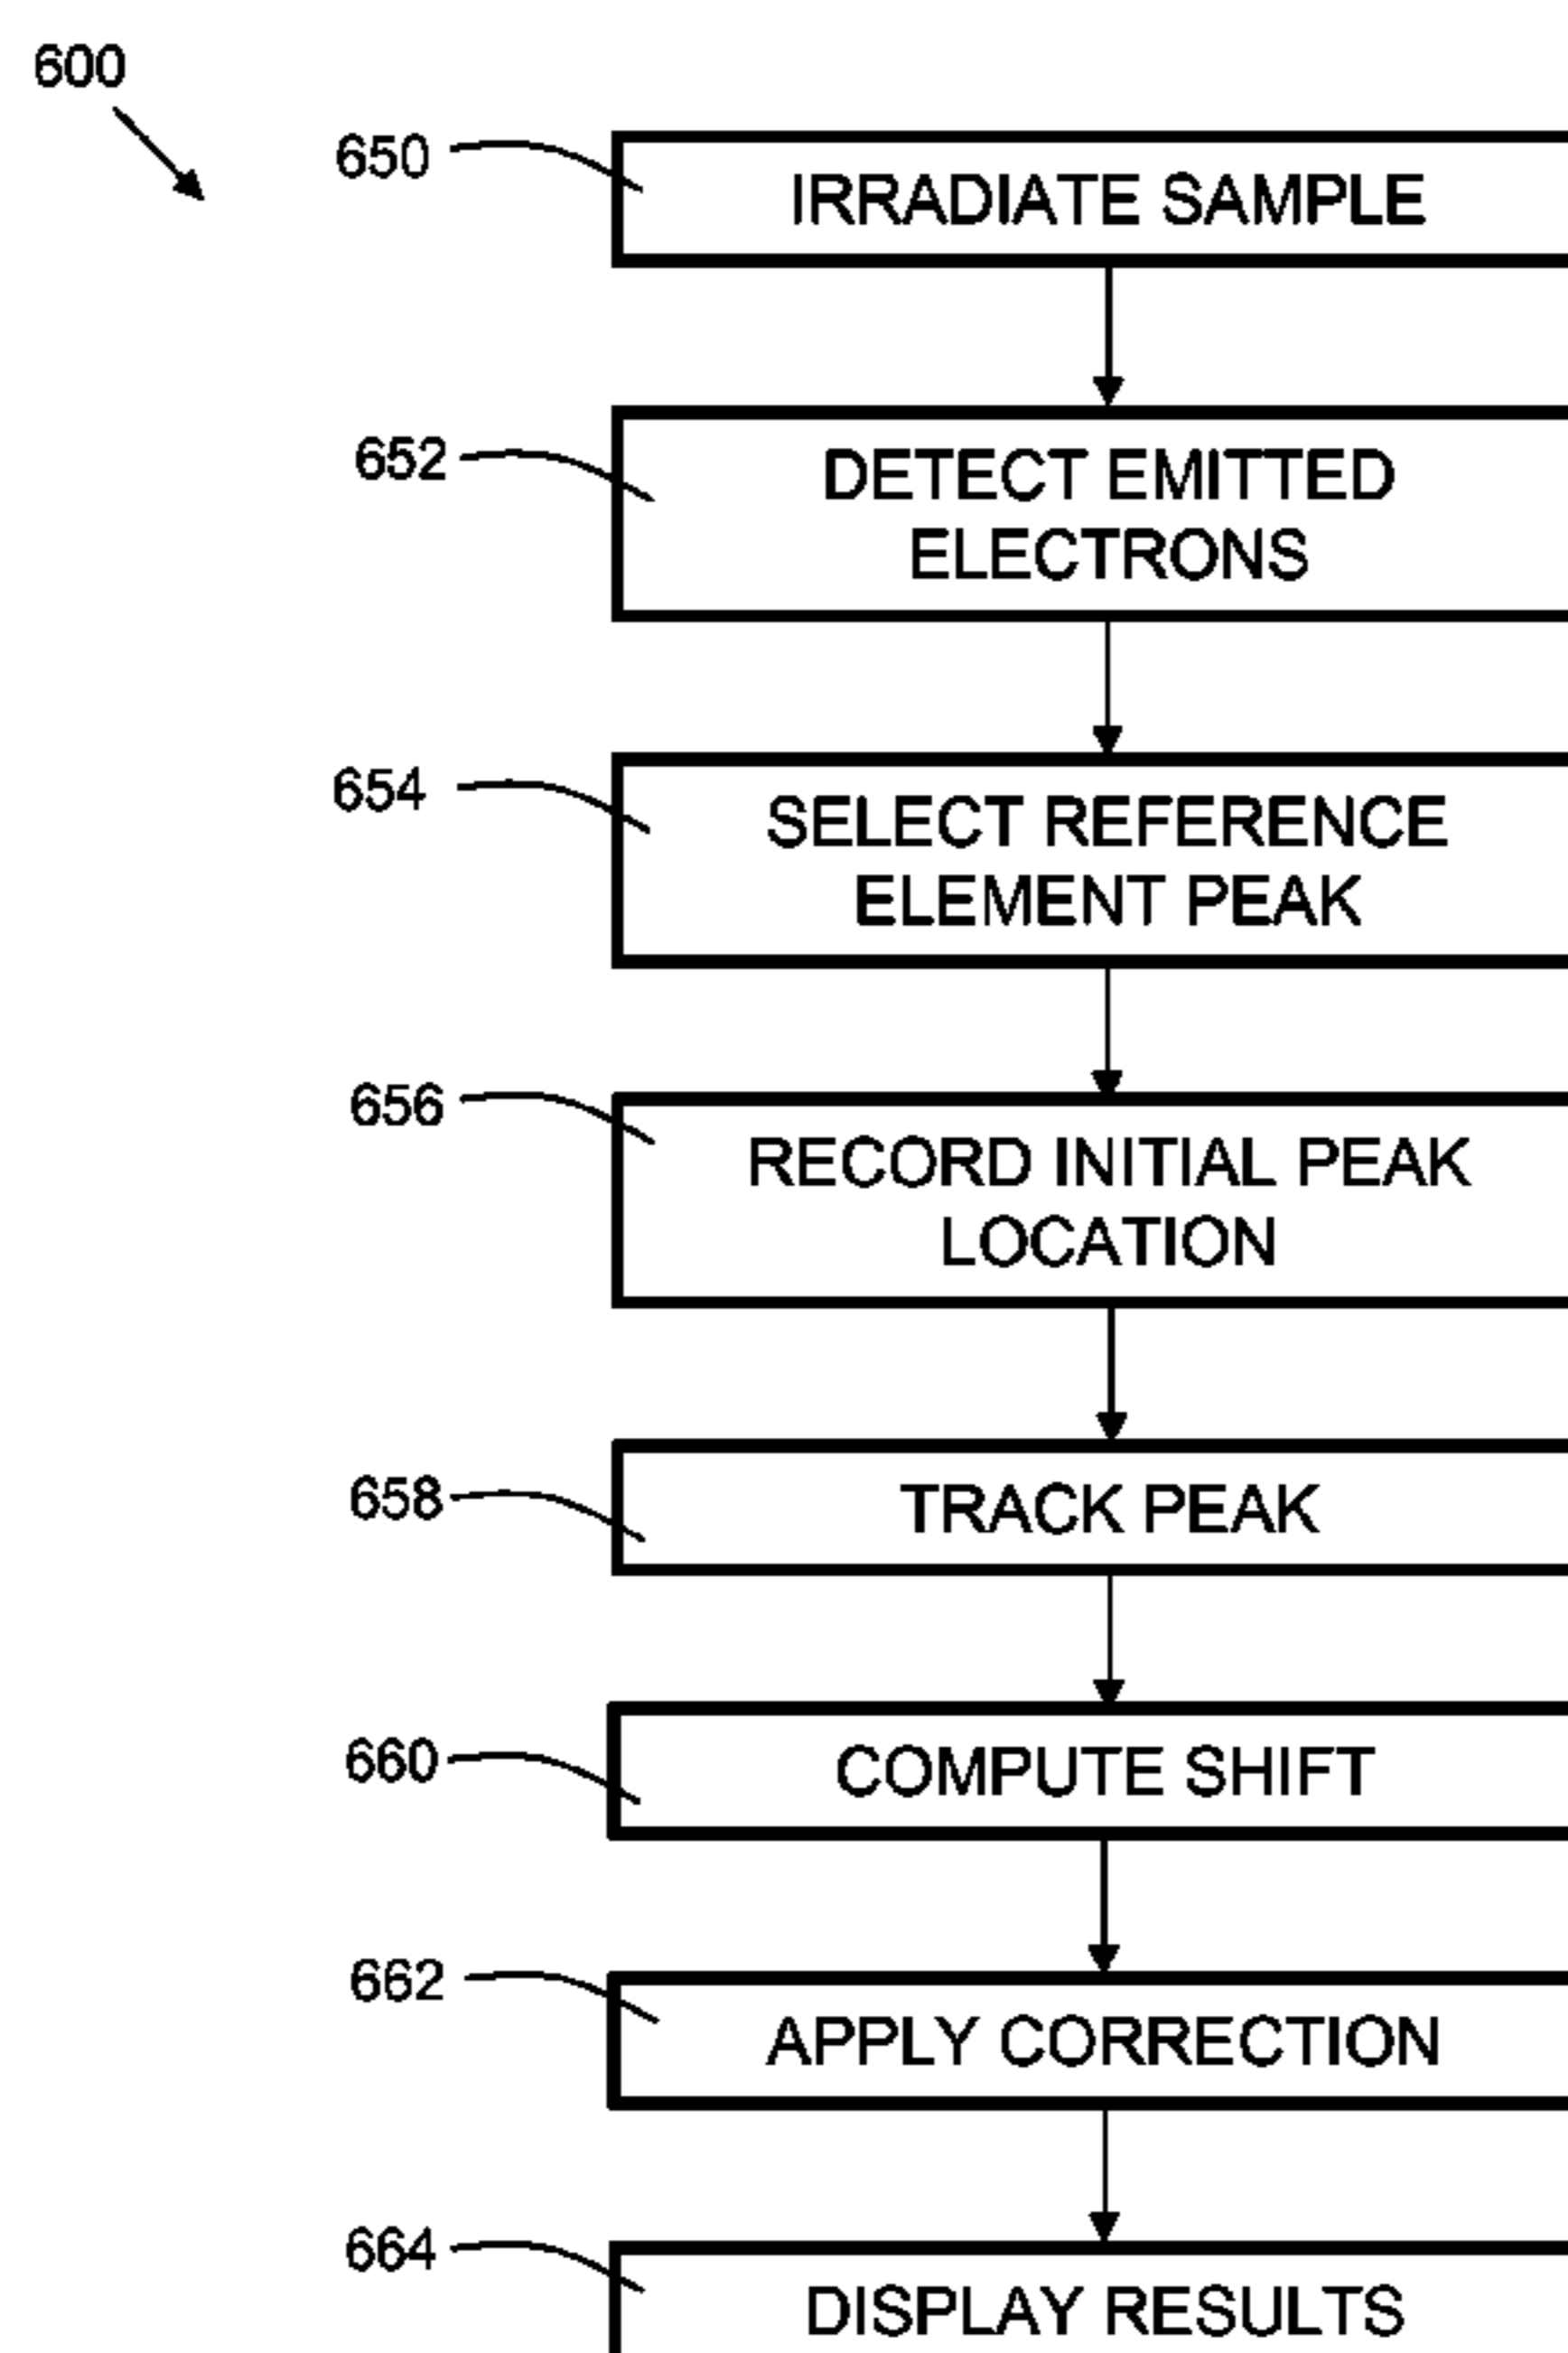 600
650
IRRADIATE SAMPLE
652
DETECT EMITTED
ELECTRONS
654
SELECT REFERENCE
ELEMENT PEAK
656
RECORD INITIAL PEAK
LOCATION
658
TRACK PEAK
660
COMPUTE SHIFT
662
APPLY CORRECTION
664
DISPLAY RESULTS